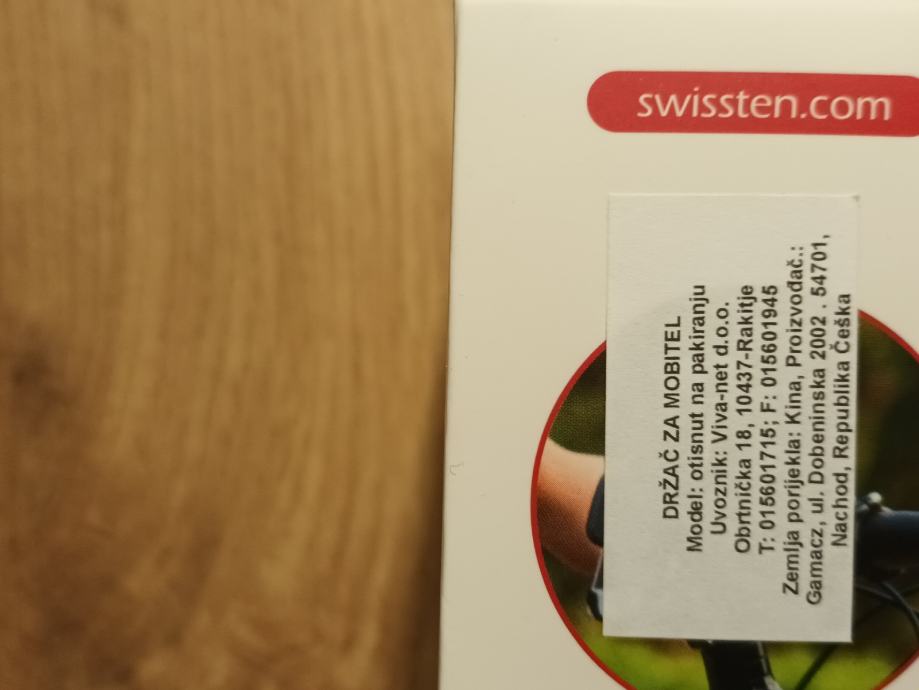 swissten.com
DRŽAČ ZA MOBITEL
Model: otisnut na pakiranju
Uvoznik: Viva-net d.o.o.
Obrtnička 18, 10437-Rakitje
T: 015601715; F: 015601945
Zemlja porijekla: Kina, Proizvođač.:
Gamacz, ul. Dobeninska 2002 . 54701,
Nachod, Republika Češka